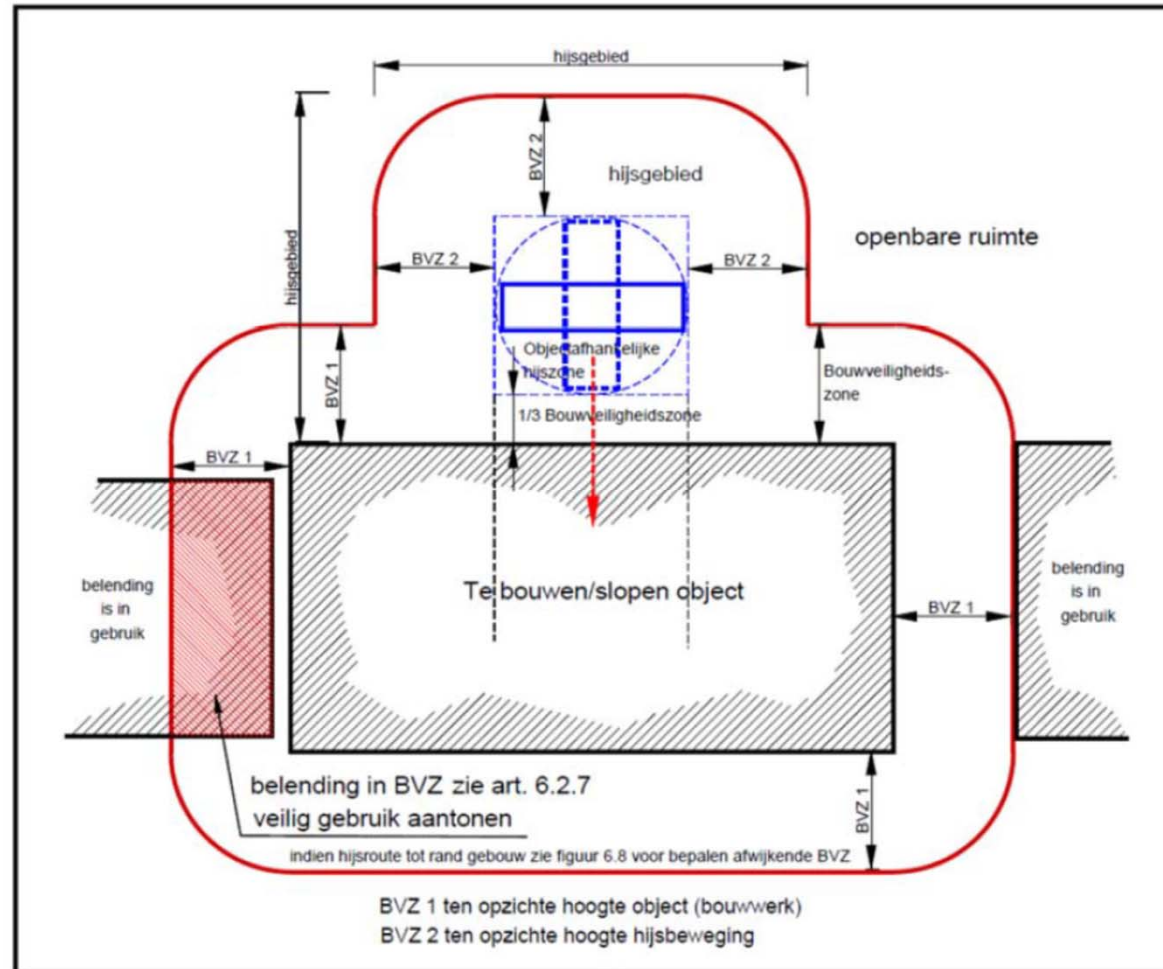 hijsgebied
BVZ 2
hijsgebied
hijsgebied
openbare ruimte
BVZ 2
BVZ 2
Objectafhankelijke
hijszone
BVZ 1
Bouwveiligheids-
zone
1/3 Bouwveiligheidszone
BVZ 1
belending
is in
gebruik
Te bouwen/slopen object
belending
is in
gebruik
BVZ 1
belending in BVZ zie art. 6.2.7
veilig gebruik aantonen
BVZ 1
indien hijsroute tot rand gebouw zie figuur 6.8 voor bepalen afwijkende BVZ
BVZ 1 ten opzichte hoogte object (bouwwerk)
BVZ 2 ten opzichte hoogte hijsbeweging